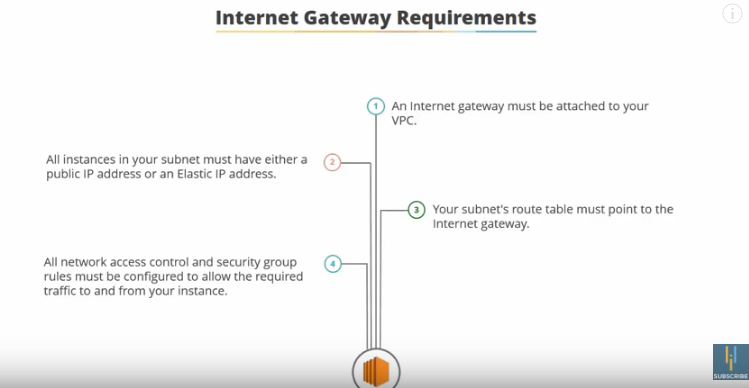 Internet Gateway Requirements
1
An Internet gateway must be attached to your
VPC.
All instances in your subnet must have either a
public IP address or an Elastic IP address.
2
3
Your subnet's route table must point to the
Internet gateway.
All network access control and security group
rules must be configured to allow the required
traffic to and from your instance.
4
SUBSCRIBE